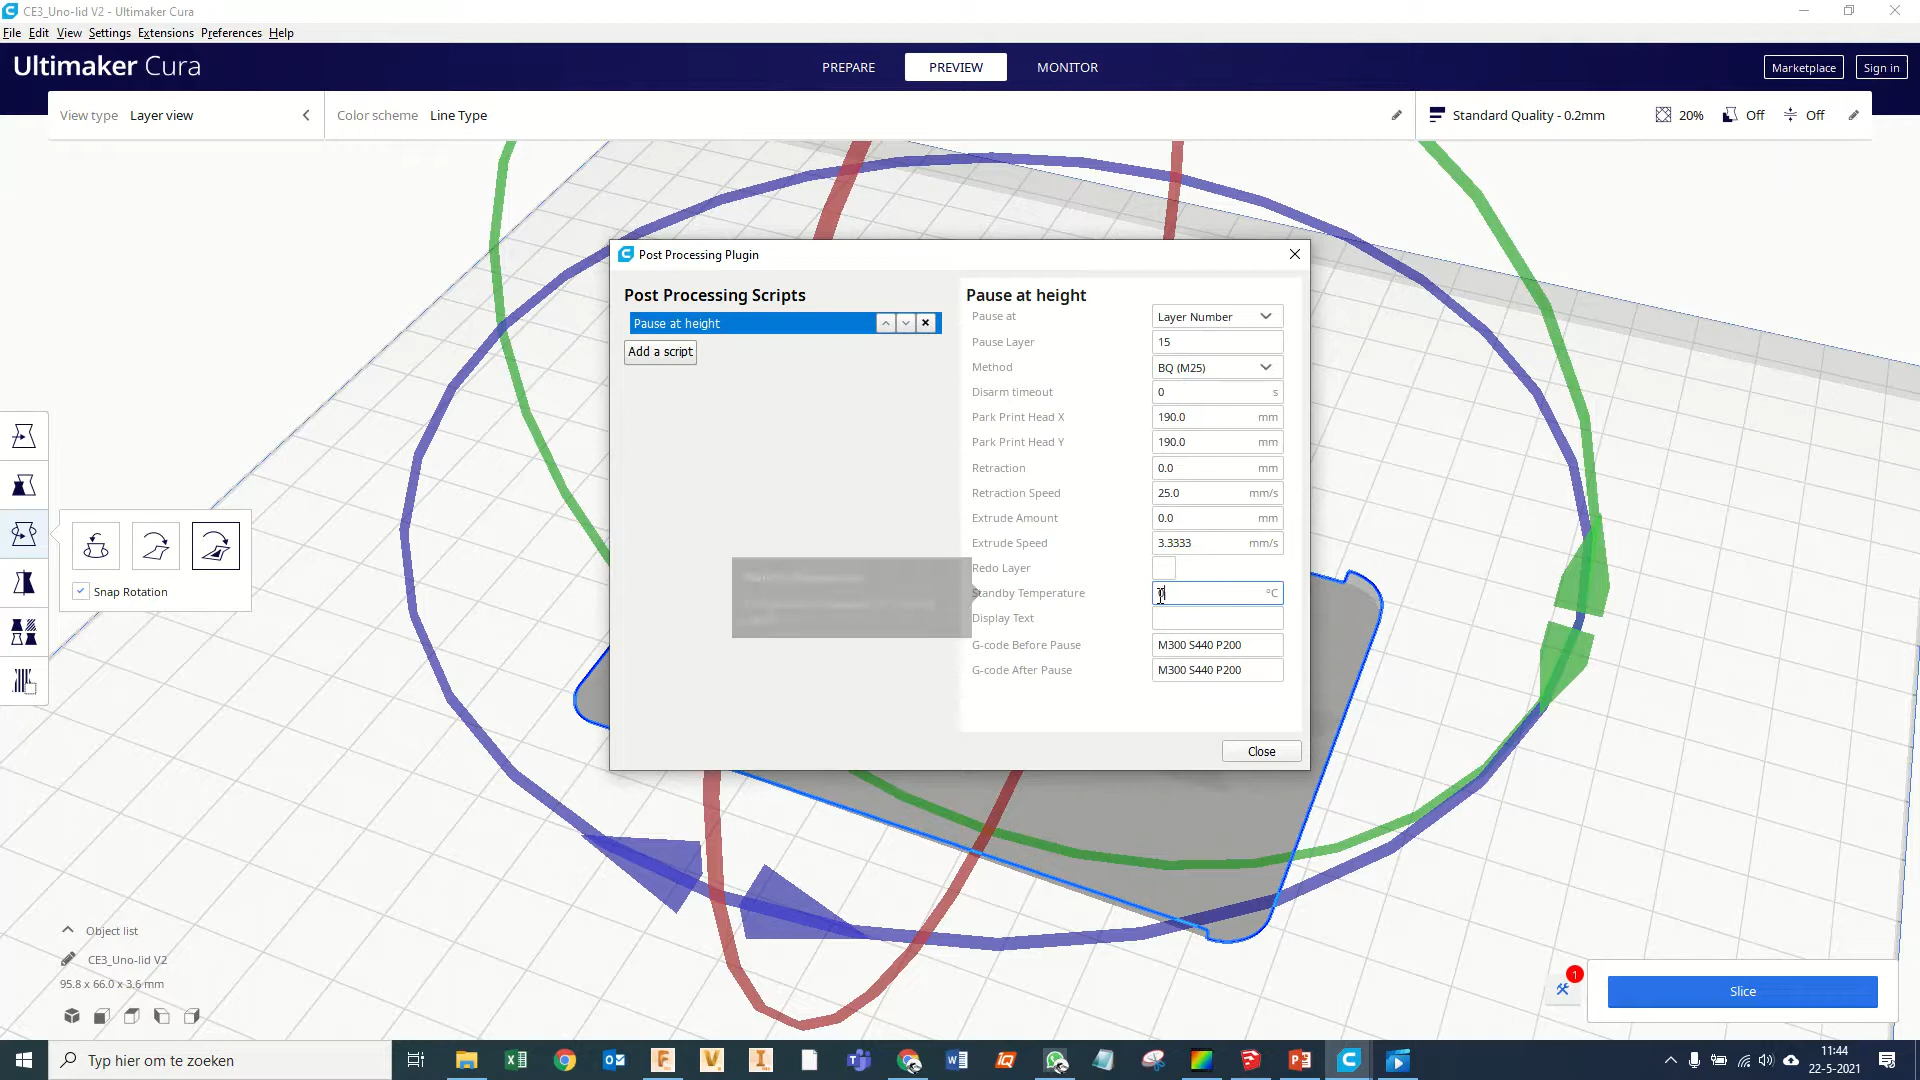 CE3_Uno-lid V2 - Ultimaker Cura
File Edit View Settings Extensions Preferences Help
Ultimaker Cura
PREPARE
PREVIEW
MONITOR
Marketplace
Sign in
View type Layer view
Color scheme Line Type
Standard Quality - 0.2mm
20%
Off
Off
Post Processing Plugin
Post Processing Scripts
Pause at height
Add a script
Pause at height
Pause at Layer Number
Pause Layer 15
Method BQ (M25)
Disarm timeout 0 s
Park Print Head X 190.0 mm
Park Print Head Y 190.0 mm
Retraction 0.0 mm
Retraction Speed 25.0 mm/s
Extrude Amount 0.0 mm
Extrude Speed 3.3333 mm/s
Redo Layer
Standby Temperature 0 °C
Display Text
G-code Before Pause M300 S440 P200
G-code After Pause M300 S440 P200
Close
Snap Rotation
Object list
CE3_Uno-lid V2
95.8 x 66.0 x 3.6 mm
1
Slice
Typ hier om te zoeken
11:44
22-5-2021